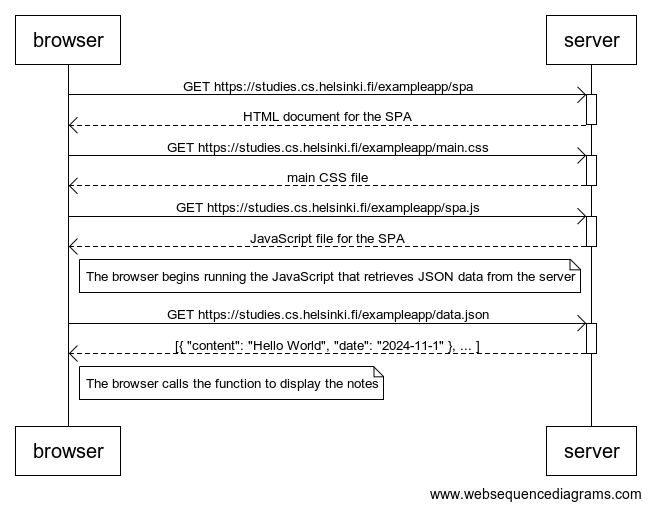 browser
server
GET https://studies.cs.helsinki.fi/exampleapp/spa
HTML document for the SPA
GET https://studies.cs.helsinki.fi/exampleapp/main.css
main CSS file
GET https://studies.cs.helsinki.fi/exampleapp/spa.js
JavaScript file for the SPA
The browser begins running the JavaScript that retrieves JSON data from the server
GET https://studies.cs.helsinki.fi/exampleapp/data.json
[{ "content": "Hello World", "date": "2024-11-1" }, ... ]
The browser calls the function to display the notes
browser
server
www.websequencediagrams.com